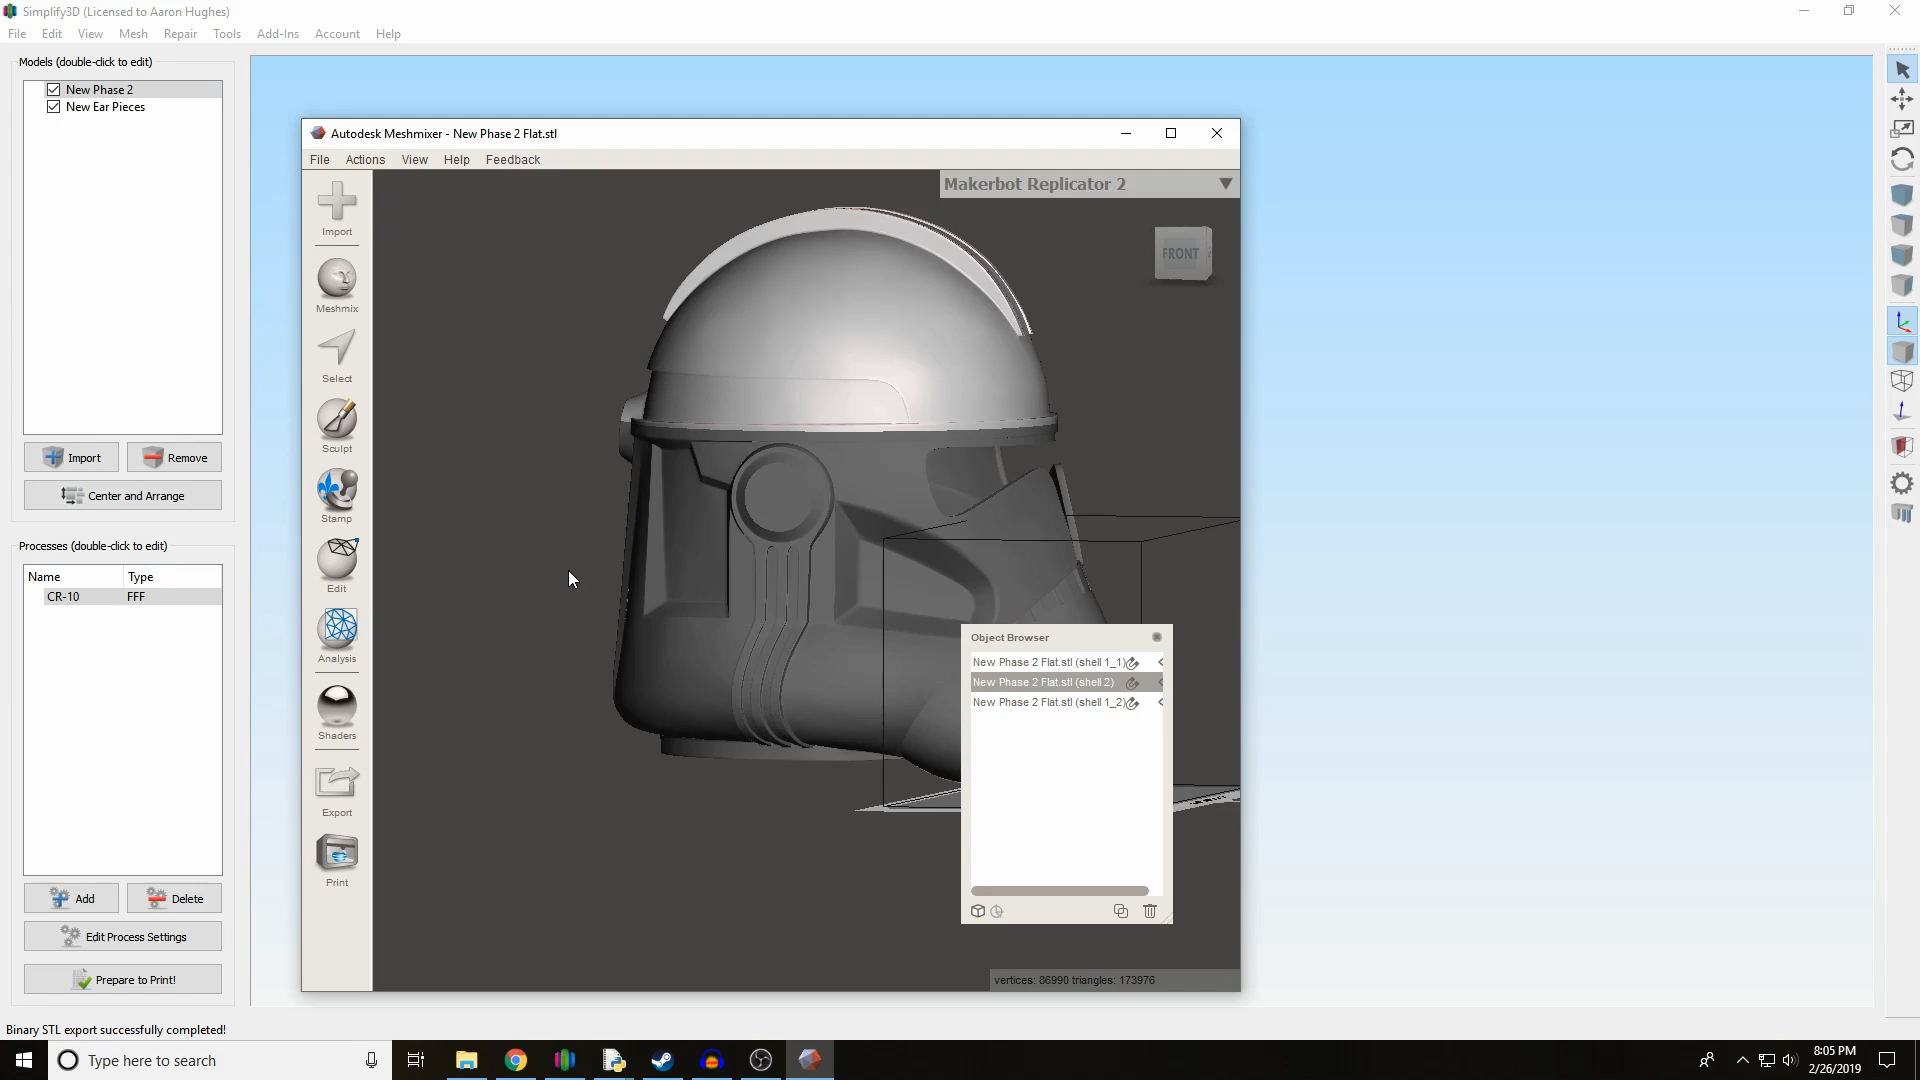 Simplify3D (Licensed to Aaron Hughes)
File Edit View Mesh Repair Tools Add-Ins Account Help
Models (double-click to edit)
New Phase 2
New Ear Pieces
Import Remove
Center and Arrange
Processes (double-click to edit)
Name Type
CR-10 FFF
Add Delete
Edit Process Settings
Prepare to Print!
Binary STL export successfully completed!
Autodesk Meshmixer - New Phase 2 Flat.stl
File Actions View Help Feedback
Makerbot Replicator 2
FRONT
Import
Meshmix
Select
Sculpt
Stamp
Edit
Analysis
Shaders
Export
Print
Object Browser
New Phase 2 Flat.stl (shell 1_1)
New Phase 2 Flat.stl (shell 2)
New Phase 2 Flat.stl (shell 1_2)
vertices: 86990 triangles: 173976
Type here to search
8:05 PM
2/26/2019